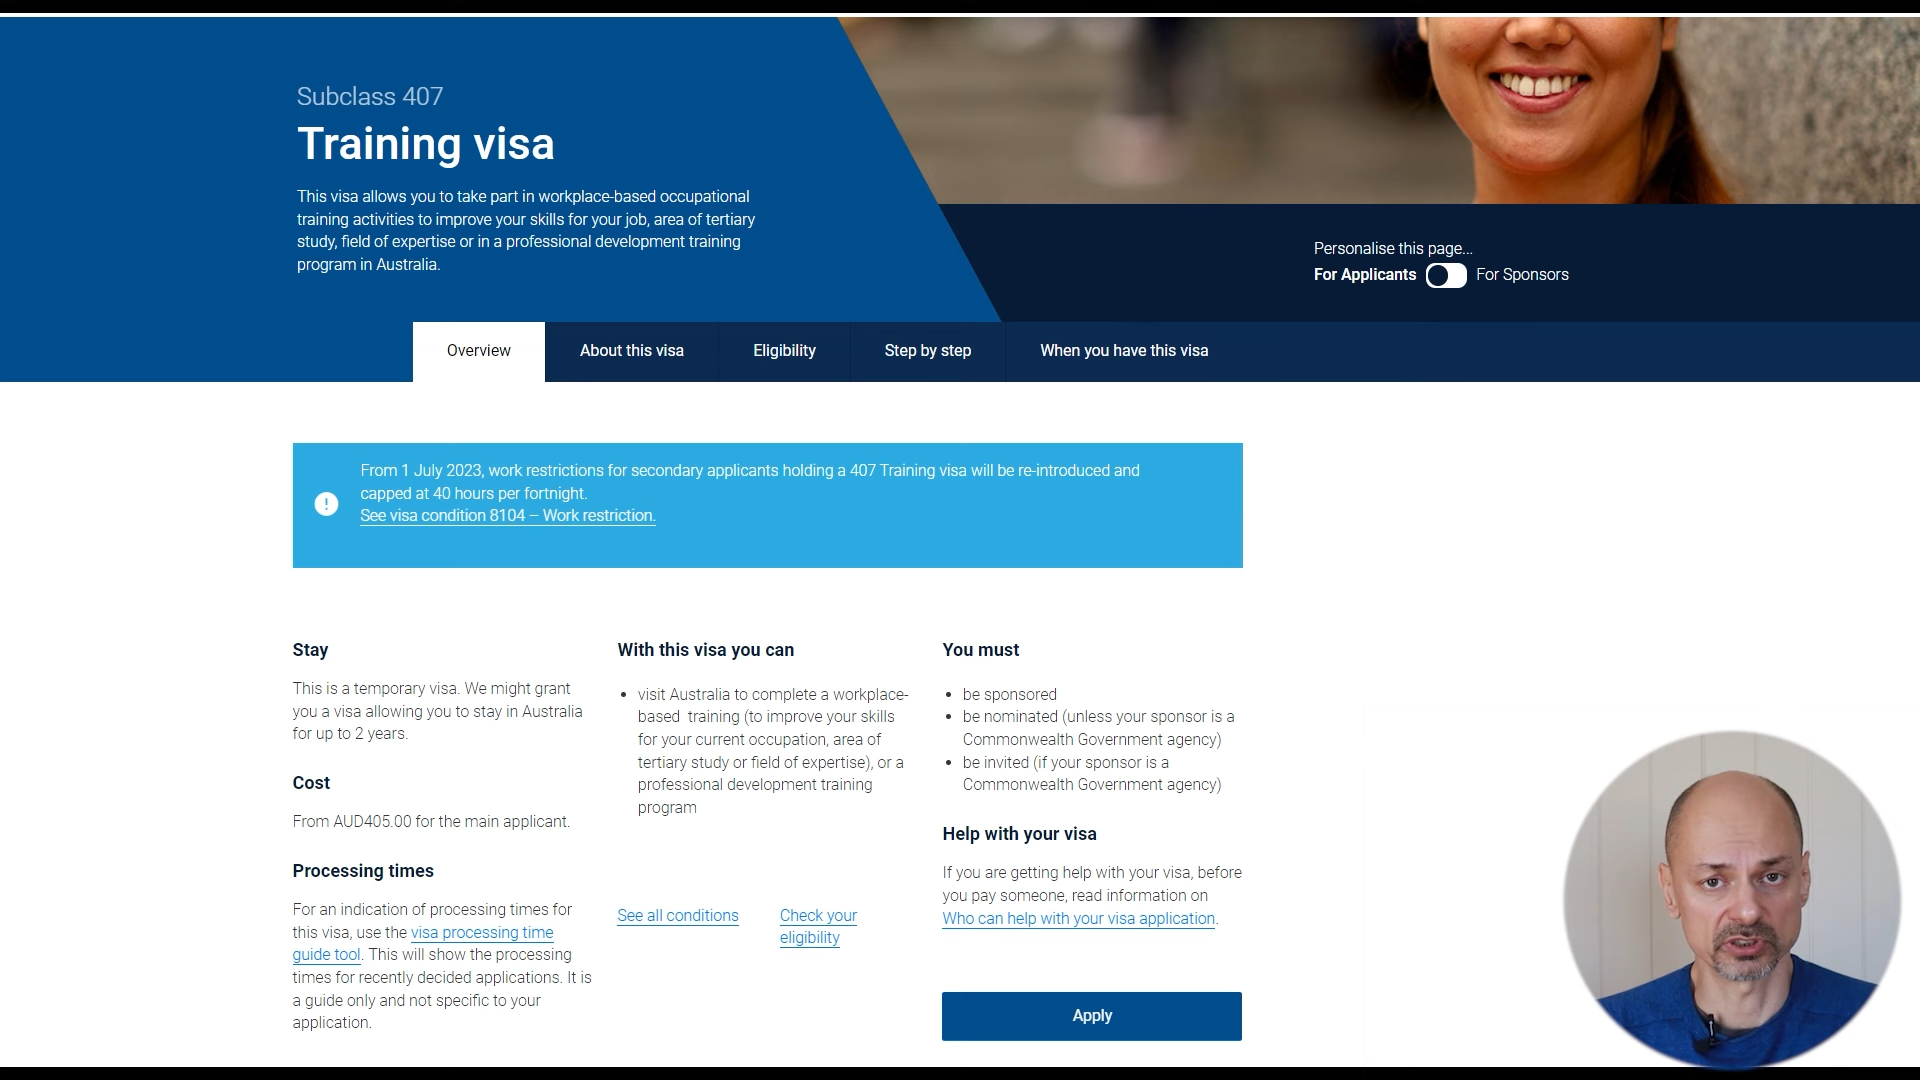 Subclass 407
Training visa
This visa allows you to take part in workplace-based occupational
training activities to improve your skills for your job, area of tertiary
study, field of expertise or in a professional development training
program in Australia.
Personalise this page...
For Applicants For Sponsors
Overview About this visa Eligibility Step by step When you have this visa
From 1 July 2023, work restrictions for secondary applicants holding a 407 Training visa will be re-introduced and
capped at 40 hours per fortnight.
See visa condition 8104 – Work restriction.
Stay
This is a temporary visa. We might grant
you a visa allowing you to stay in Australia
for up to 2 years.
Cost
From AUD405.00 for the main applicant.
Processing times
For an indication of processing times for
this visa, use the visa processing time
guide tool. This will show the processing
times for recently decided applications. It is
a guide only and not specific to your
application.
With this visa you can
• visit Australia to complete a workplace-
based training (to improve your skills
for your current occupation, area of
tertiary study or field of expertise), or a
professional development training
program
See all conditions
Check your
eligibility
You must
• be sponsored
• be nominated (unless your sponsor is a
Commonwealth Government agency)
• be invited (if your sponsor is a
Commonwealth Government agency)
Help with your visa
If you are getting help with your visa, before
you pay someone, read information on
Who can help with your visa application.
Apply